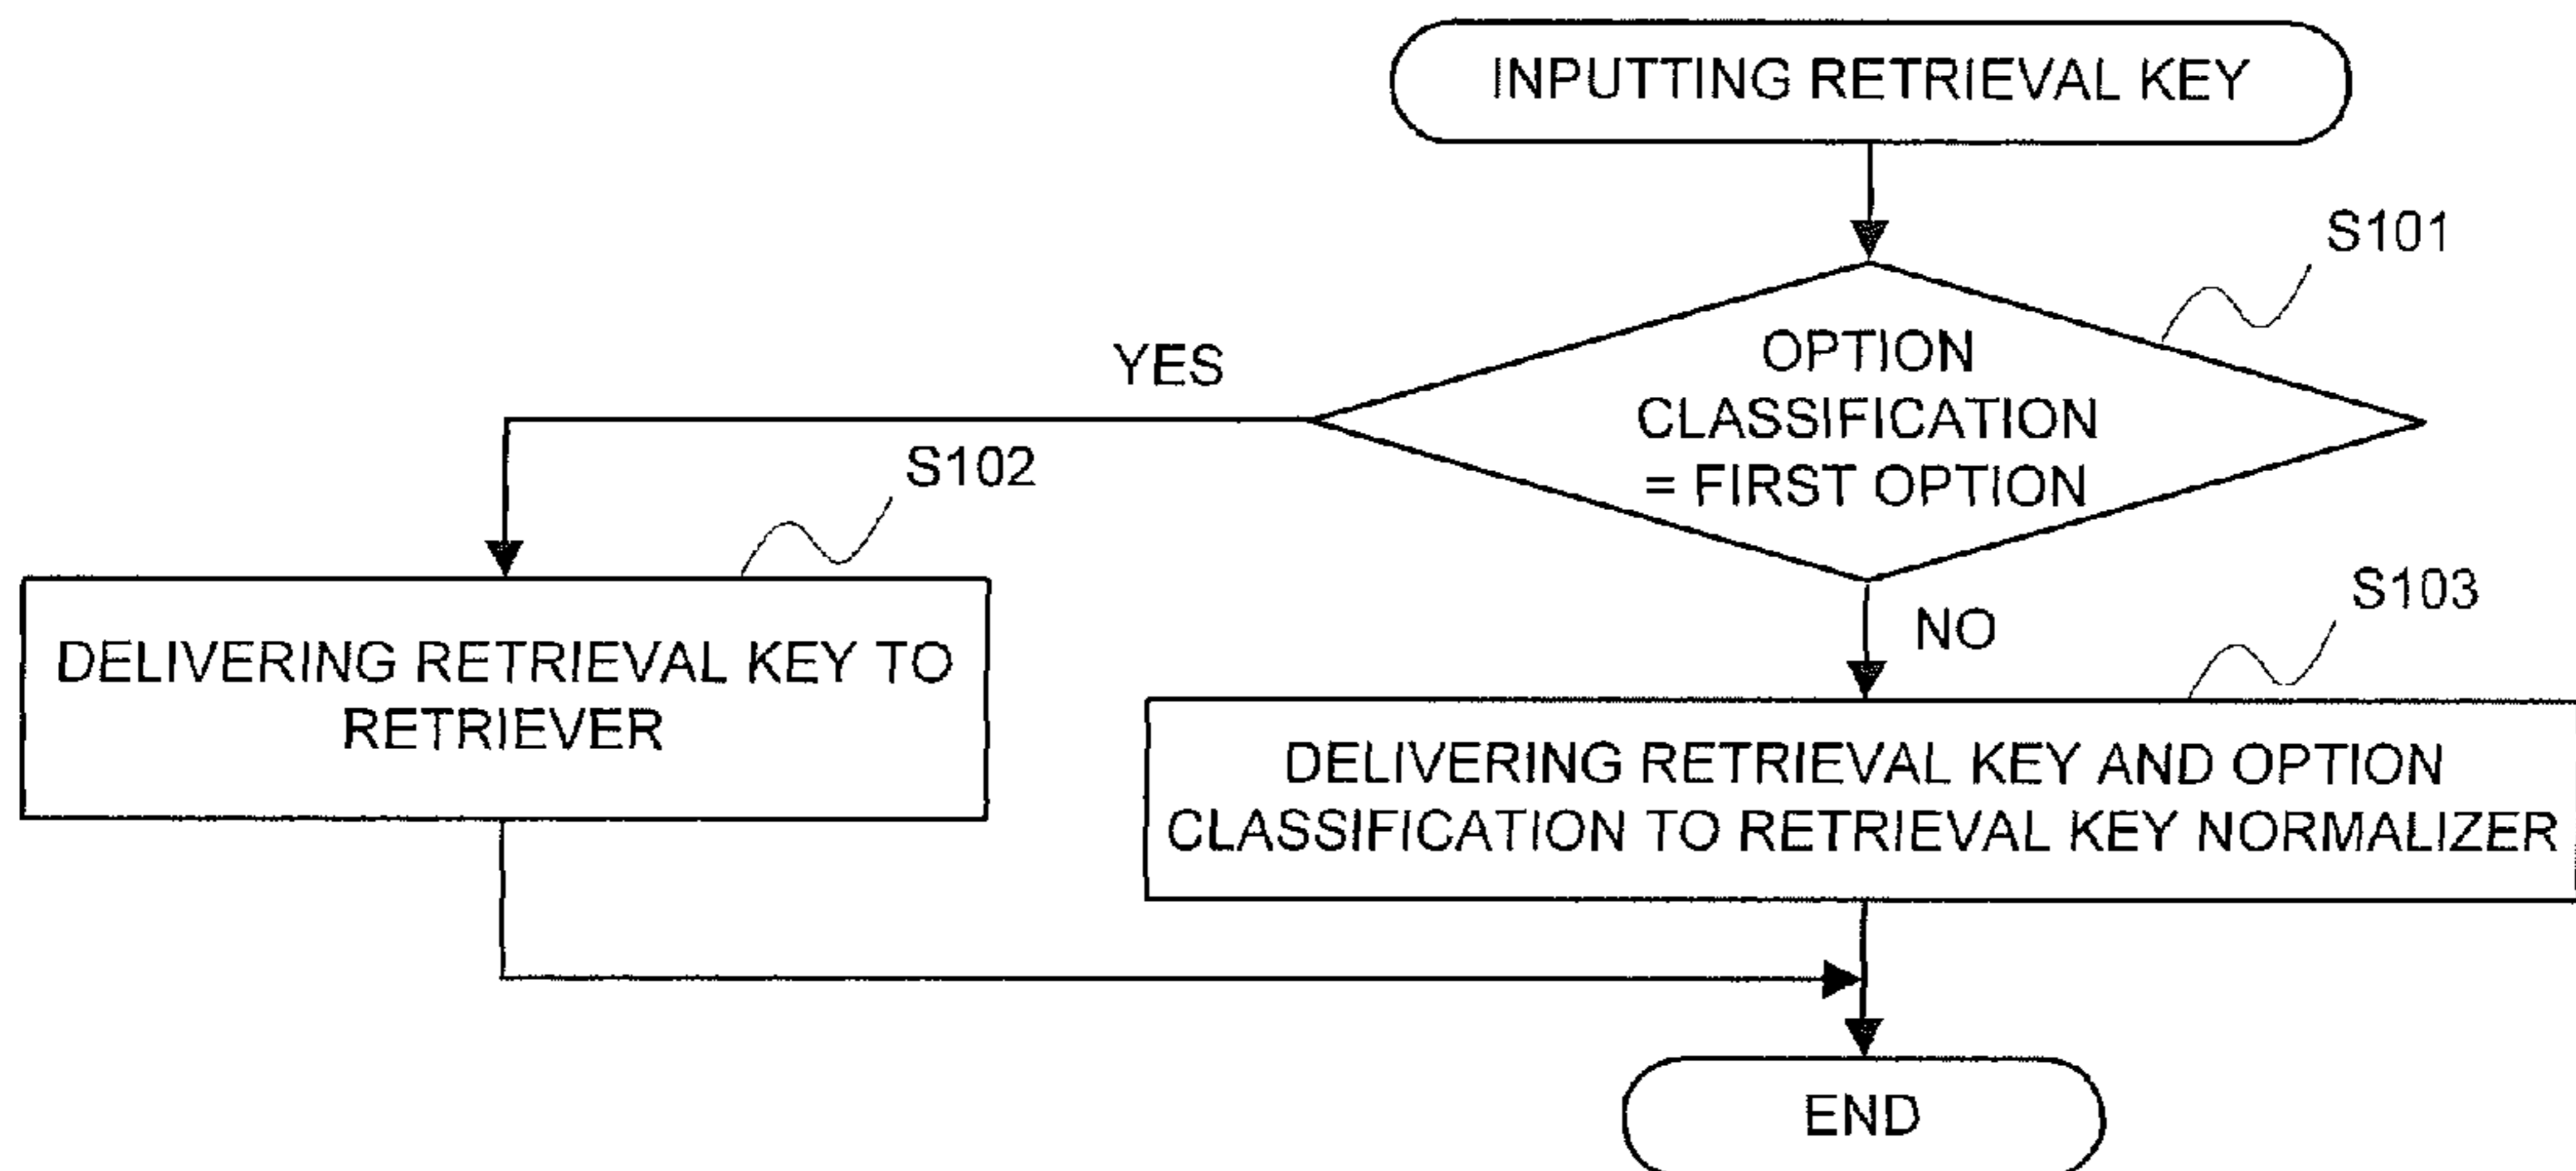 INPUTTING RETRIEVAL KEY
S101
OPTION
CLASSIFICATION
= FIRST OPTION
YES
S102
DELIVERING RETRIEVAL KEY TO
RETRIEVER
NO
S103
DELIVERING RETRIEVAL KEY AND OPTION
CLASSIFICATION TO RETRIEVAL KEY NORMALIZER
END